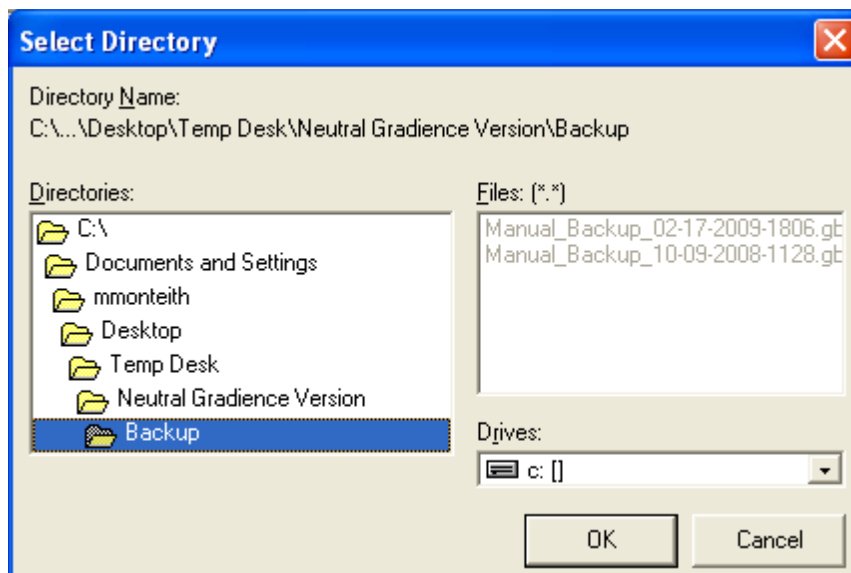 Select Directory
Directory Name:
C:\...\Desktop\Temp Desk\Neutral Gradience Version\Backup
Directories:
C:\
Documents and Settings
mmonteith
Desktop
Temp Desk
Neutral Gradience Version
Backup
Files: (*.*)
Manual_Backup_02-17-2009-1806.gb
Manual_Backup_10-09-2008-1128.gb
Drives:
c: []
OK
Cancel